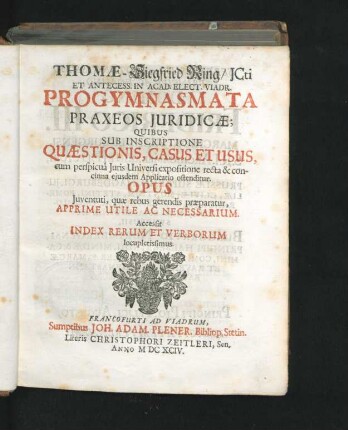 THOMÆ-Siegfried Ring/ JCti
ET ANTECESS. IN ACAD. ELECT. VIADR.
PROGYMNASMATA
PRAXEOS JURIDICÆ;
QUIBUS
SUB INSCRIPTIONE
QUÆSTIONIS, CASUS ET USUS,
cum perspicuâ Juris Universi expositione recta & con-
cinna ejusdem Applicatio ostenditur.
OPUS
Juventuti, quæ rebus gerendis præparatur,
APPRIME UTILE AC NECESSARIUM.
Accessit
INDEX RERUM ET VERBORUM
locupletissimus.
FRANCOFURTI AD VIADRUM,
Sumptibus JOH. ADAM. PLENER. Bibliop. Stetin.
Literis CHRISTOPHORI ZEITLERI, Sen.
ANNO M DC XCIV.